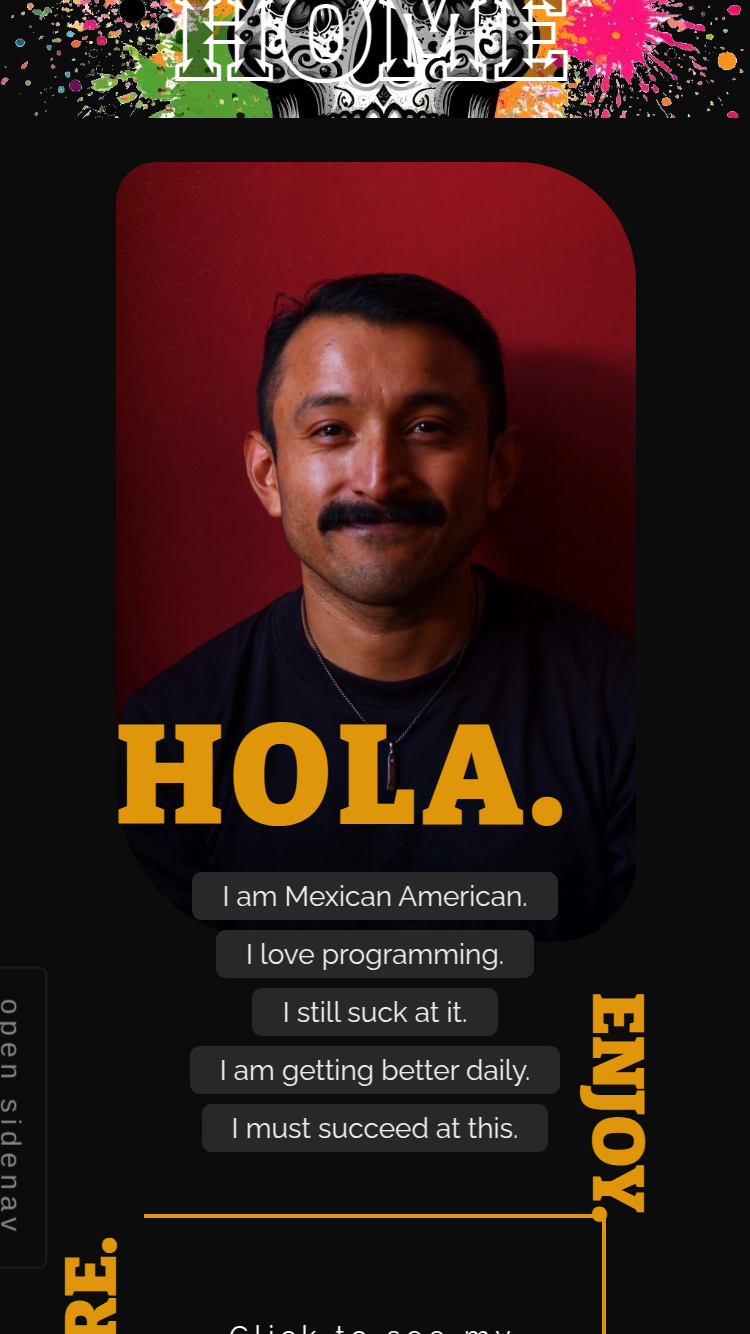 HOME
HOLA.
I am Mexican American.
I love programming.
I still suck at it.
I am getting better daily.
I must succeed at this.
open sidenav
ENJOY.
RE.
Click to see my